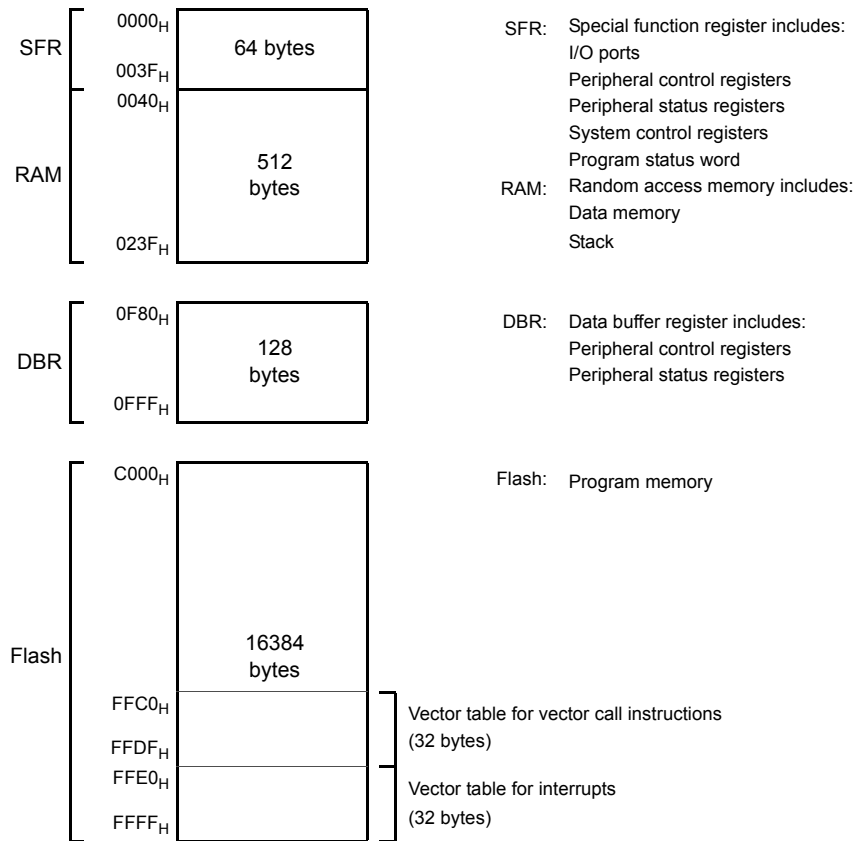 0000H
SFR
64 bytes
003FH
0040H
RAM
512
bytes
023FH
SFR: Special function register includes:
I/O ports
Peripheral control registers
Peripheral status registers
System control registers
Program status word
RAM: Random access memory includes:
Data memory
Stack
0F80H
DBR
128
bytes
0FFFH
DBR: Data buffer register includes:
Peripheral control registers
Peripheral status registers
C000H
Flash: Program memory
Flash
16384
bytes
FFC0H
FFDFH
Vector table for vector call instructions
(32 bytes)
FFE0H
FFFFH
Vector table for interrupts
(32 bytes)